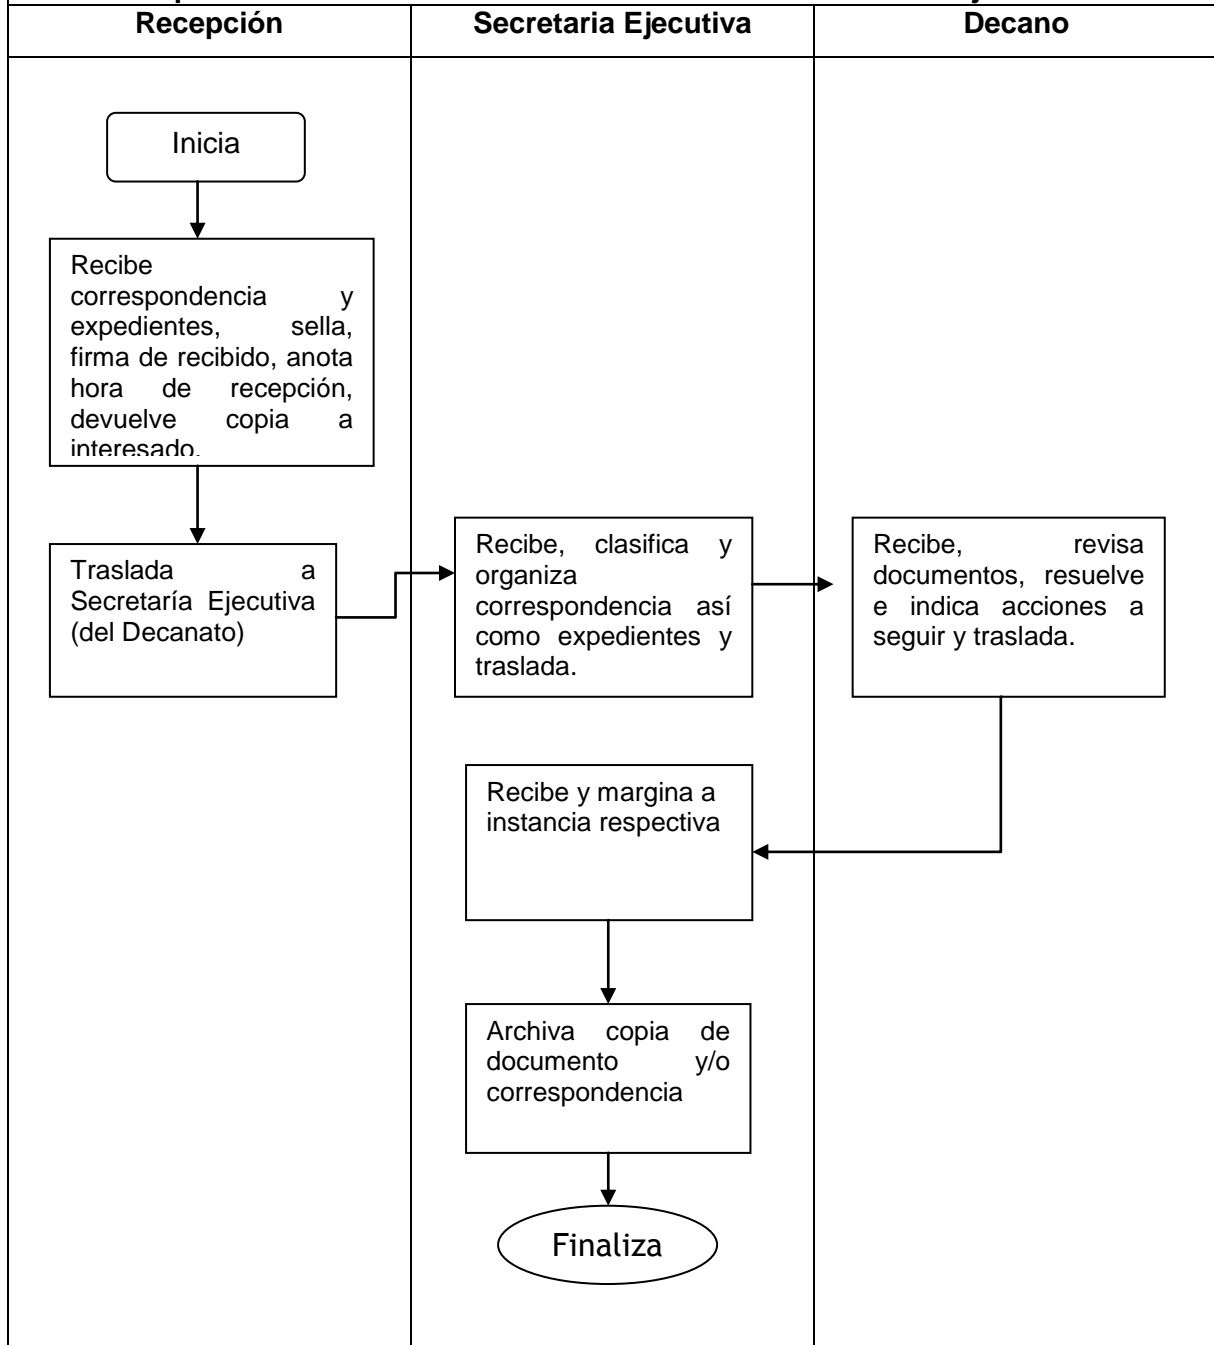 Recepción
Secretaria Ejecutiva
Decano
Inicia
Recibe
correspondencia y
expedientes, sella,
firma de recibido, anota
hora de recepción,
devuelve copia a
interesado.
Traslada a
Secretaría Ejecutiva
(del Decanato)
Recibe, clasifica y
organiza
correspondencia así
como expedientes y
traslada.
Recibe, revisa
documentos, resuelve
e indica acciones a
seguir y traslada.
Recibe y margina a
instancia respectiva
Archiva copia de
documento y/o
correspondencia
Finaliza